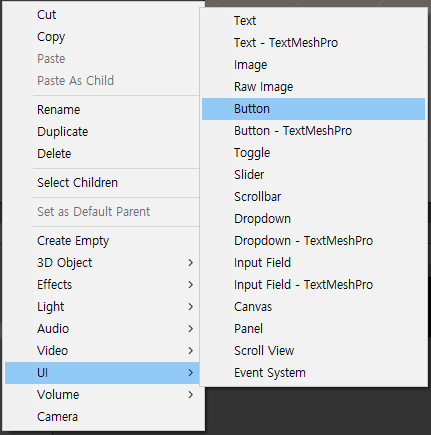 Cut
Copy
Paste
Paste As Child
Rename
Duplicate
Delete
Select Children
Set as Default Parent
Create Empty
3D Object
Effects
Light
Audio
Video
UI
Volume
Camera
Text
Text - TextMeshPro
Image
Raw Image
Button
Button - TextMeshPro
Toggle
Slider
Scrollbar
Dropdown
Dropdown - TextMeshPro
Input Field
Input Field - TextMeshPro
Canvas
Panel
Scroll View
Event System